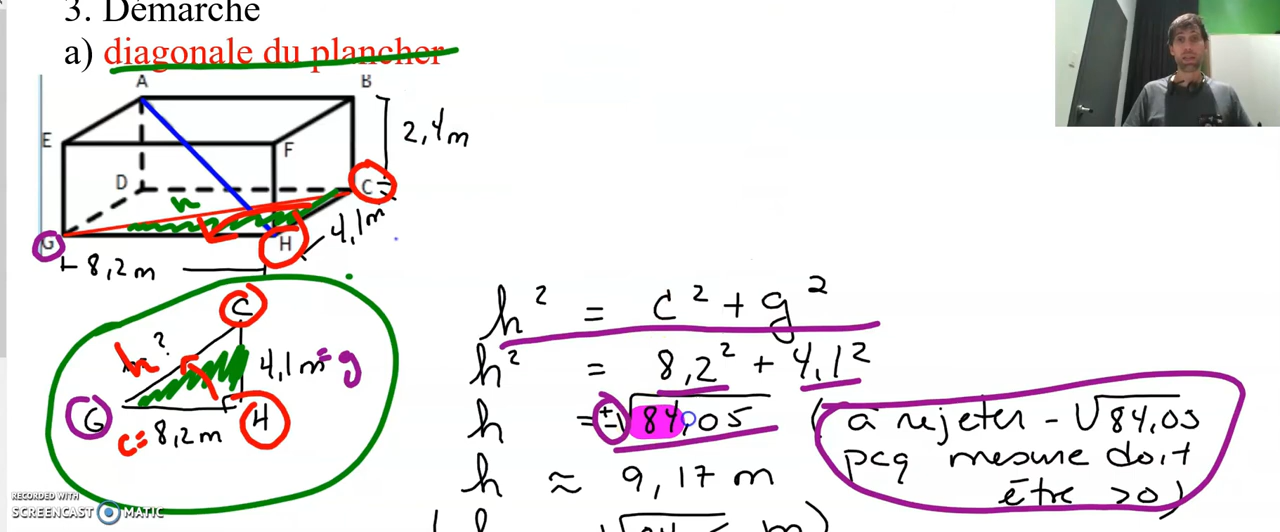 3. Démarche
a) diagonale du plancher
A
B
2,4m
E
F
D
C
h
G
H
4,1m
8,2m
C
h ?
4,1m = g
G
H
c = 8,2m
h² = c² + g²
h² = 8,2² + 4,1²
h = ±√84,05 (à rejeter - √84,05
pcq mesure doit
être >0)
h ≈ 9,17 m
RECORDED WITH
SCREENCAST MATIC